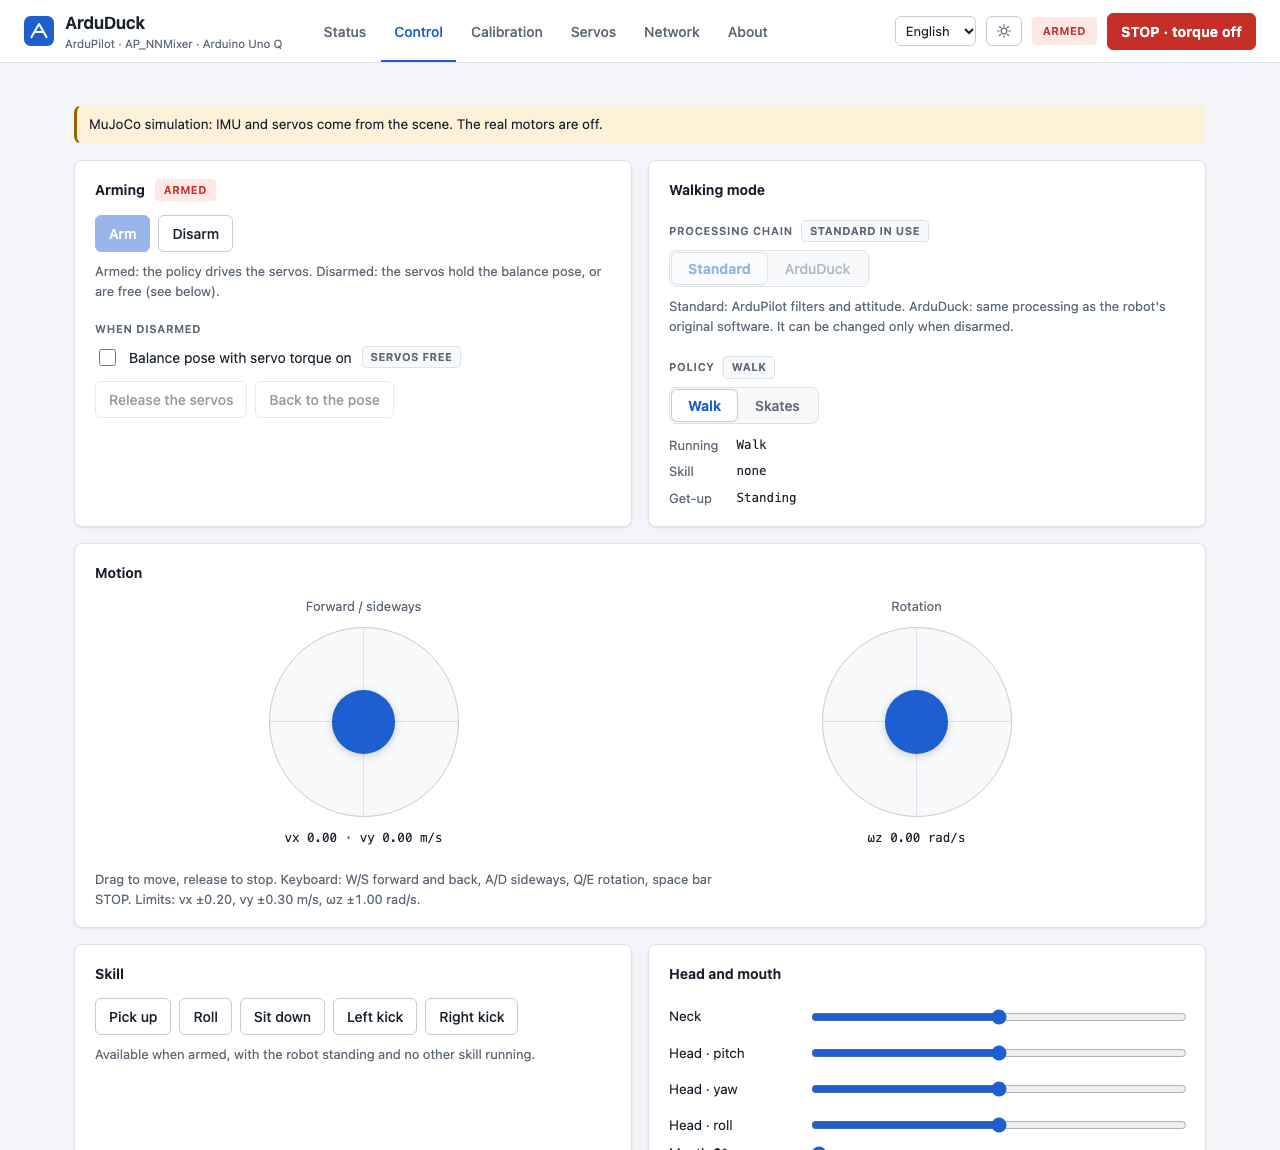 ArduDuck
ArduPilot · AP_NNMixer · Arduino Uno Q
Status
Control
Calibration
Servos
Network
About
English
ARMED
STOP · torque off
MuJoCo simulation: IMU and servos come from the scene. The real motors are off.
Arming
ARMED
Arm
Disarm
Armed: the policy drives the servos. Disarmed: the servos hold the balance pose, or
are free (see below).
WHEN DISARMED
Balance pose with servo torque on
SERVOS FREE
Release the servos
Back to the pose
Walking mode
PROCESSING CHAIN
STANDARD IN USE
Standard
ArduDuck
Standard: ArduPilot filters and attitude. ArduDuck: same processing as the robot's
original software. It can be changed only when disarmed.
POLICY
WALK
Walk
Skates
Running Walk
Skill none
Get-up Standing
Motion
Forward / sideways
vx 0.00 · vy 0.00 m/s
Rotation
ωz 0.00 rad/s
Drag to move, release to stop. Keyboard: W/S forward and back, A/D sideways, Q/E rotation, space bar
STOP. Limits: vx ±0.20, vy ±0.30 m/s, ωz ±1.00 rad/s.
Skill
Pick up
Roll
Sit down
Left kick
Right kick
Available when armed, with the robot standing and no other skill running.
Head and mouth
Neck
Head · pitch
Head · yaw
Head · roll